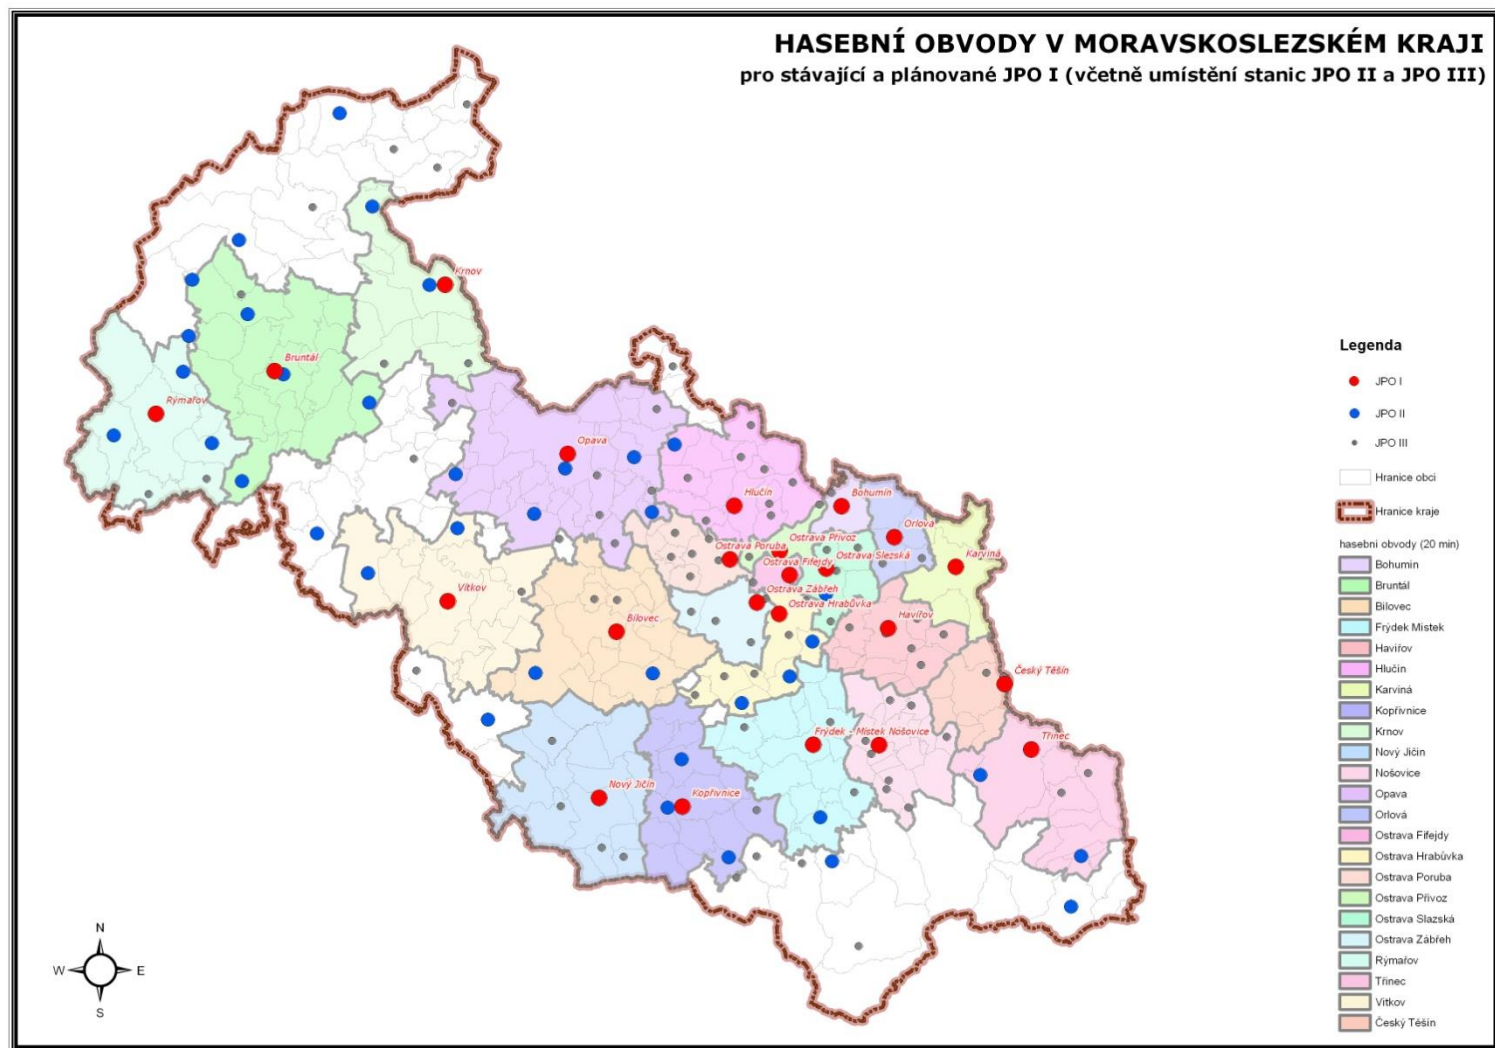 HASEBNÍ OBVODY V MORAVSKOSLEZSKÉM KRAJI
pro stávající a plánované JPO I (včetně umístění stanic JPO II a JPO III)
Krnov
Bruntál
Rýmařov
Opava
Hlučín
Bohumín
Orlová
Ostrava Přívoz
Ostrava Poruba
Ostrava Slezská
Karviná
Ostrava Fifejdy
Ostrava Zábřeh
Vítkov
Ostrava Hrabůvka
Havířov
Bílovec
Český Těšín
Frýdek - Místek
Nošovice
Třinec
Nový Jičín
Kopřivnice
Legenda
JPO I
JPO II
JPO III
Hranice obcí
Hranice kraje
hasební obvody (20 min)
Bohumín
Bruntál
Bílovec
Frýdek Místek
Havířov
Hlučín
Karviná
Kopřivnice
Krnov
Nový Jičín
Nošovice
Opava
Orlová
Ostrava Fifejdy
Ostrava Hrabůvka
Ostrava Poruba
Ostrava Přívoz
Ostrava Slazská
Ostrava Zábřeh
Rýmařov
Třinec
Vítkov
Český Těšín
N
W E
S